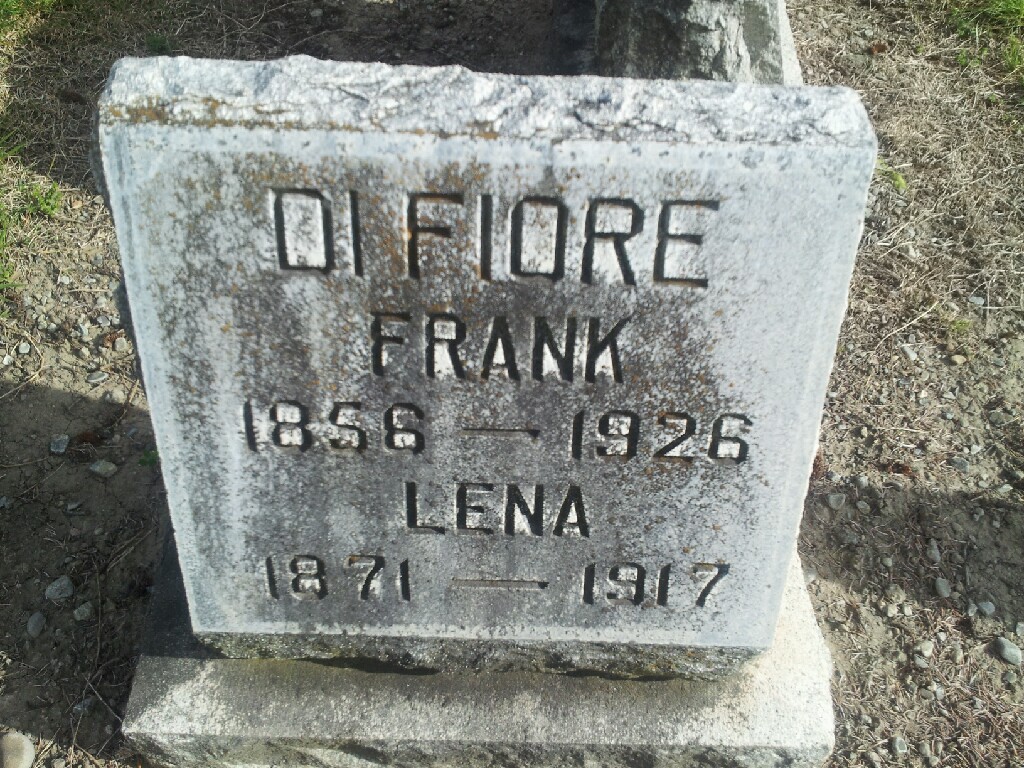 DI FIORE
FRANK
1856 — 1926
LENA
1871 — 1917